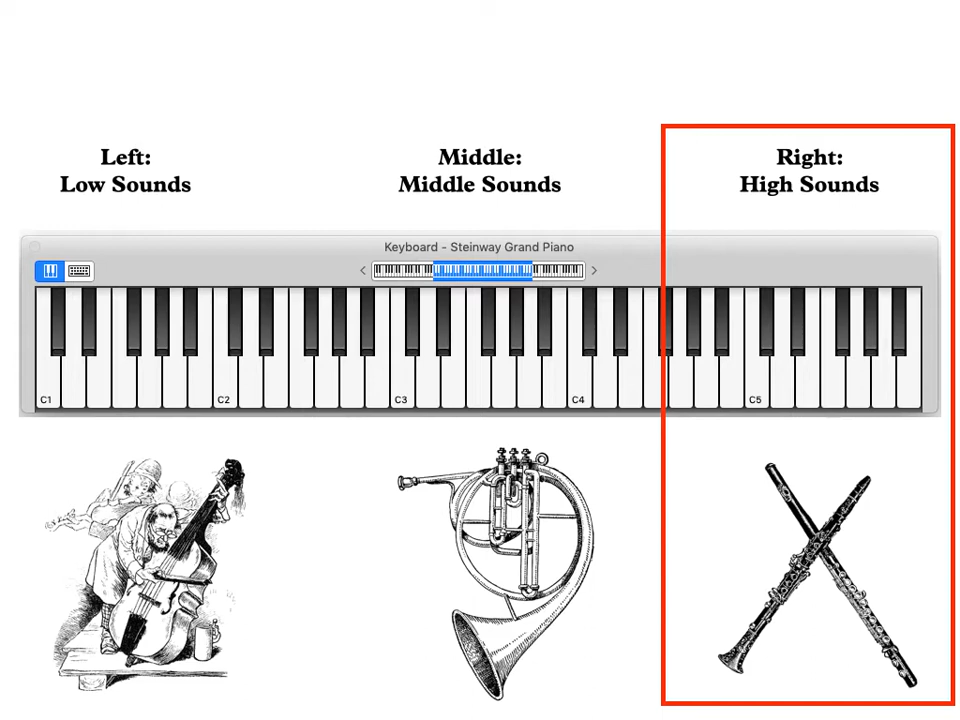 Left:
Low Sounds
Middle:
Middle Sounds
Right:
High Sounds
Keyboard - Steinway Grand Piano
C1
C2
C3
C4
C5